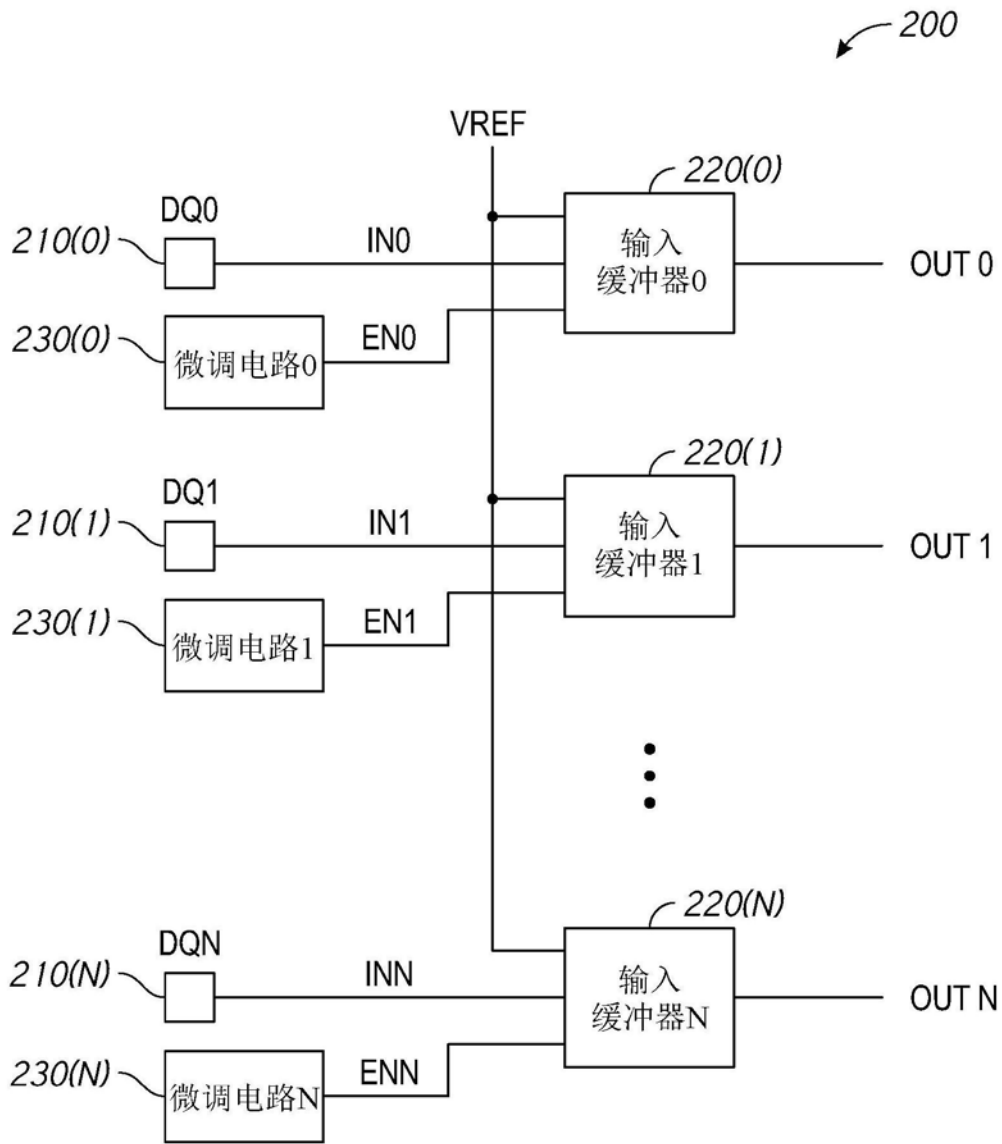 200
VREF
220(0)
DQ0
210(0)
IN0
输入
缓冲器0
OUT 0
230(0)
微调电路0
EN0
220(1)
DQ1
210(1)
IN1
输入
缓冲器1
OUT 1
230(1)
微调电路1
EN1
220(N)
DQN
210(N)
INN
输入
缓冲器N
OUT N
230(N)
微调电路N
ENN